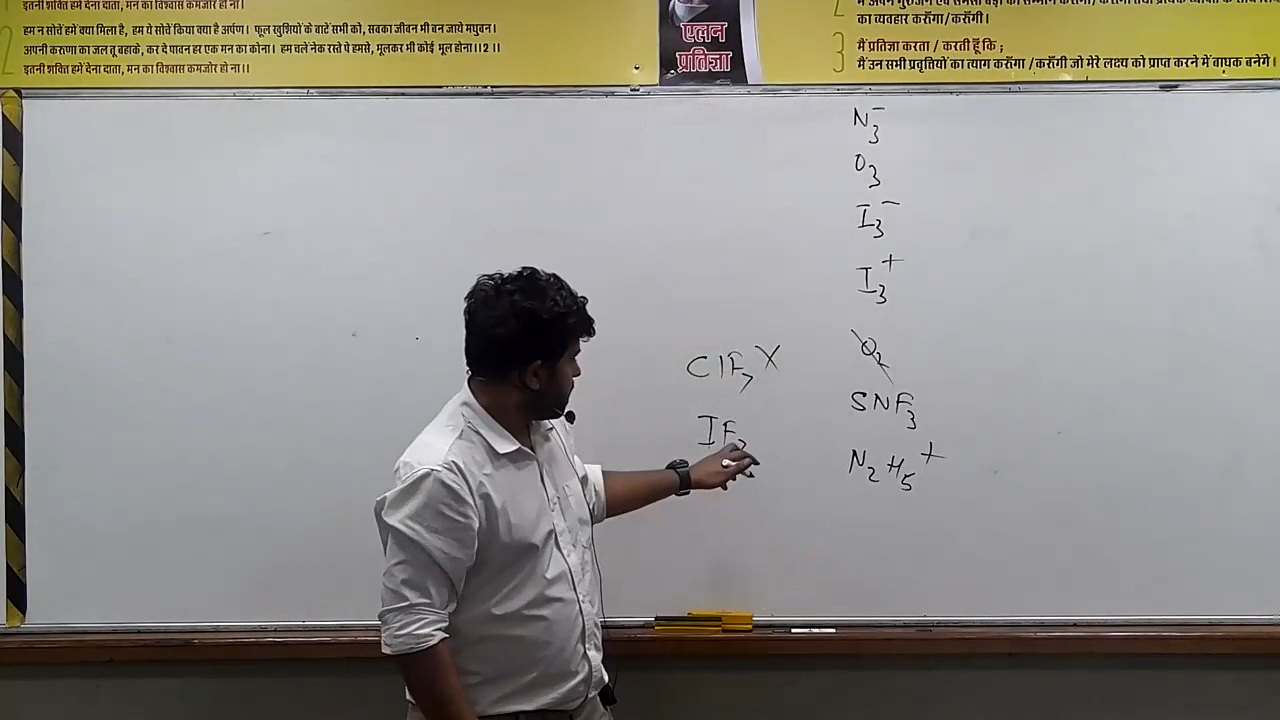 इतनी शक्ति हमें देना दाता, मन का विश्वास कमजोर हो ना।
हम न सोचें हमें क्या मिला है, हम ये सोचें किया क्या है अर्पण। फूल खुशियों के बाटें सभी को, सबका जीवन भी बन जाये मधुबन।
2 अपनी करुणा का जल तू बहाके, कर दे पावन हर एक मन का कोना। हम चलें नेक रस्ते पे हमसे, भूलकर भी कोई भूल होना।।2।।
इतनी शक्ति हमें देना दाता, मन का विश्वास कमजोर हो ना।।
एलन
प्रतिज्ञा
का व्यवहार करूँगा/करूँगी।
3 मैं प्रतिज्ञा करता / करती हूँ कि ;
मैं उन सभी प्रवृत्तियों का त्याग करूँगा /करूँगी जो मेरे लक्ष्य को प्राप्त करने में बाधक बनेंगे।
N3-
O3
I3-
I3+
ClF7 X
SNF3
IF
N2H5+